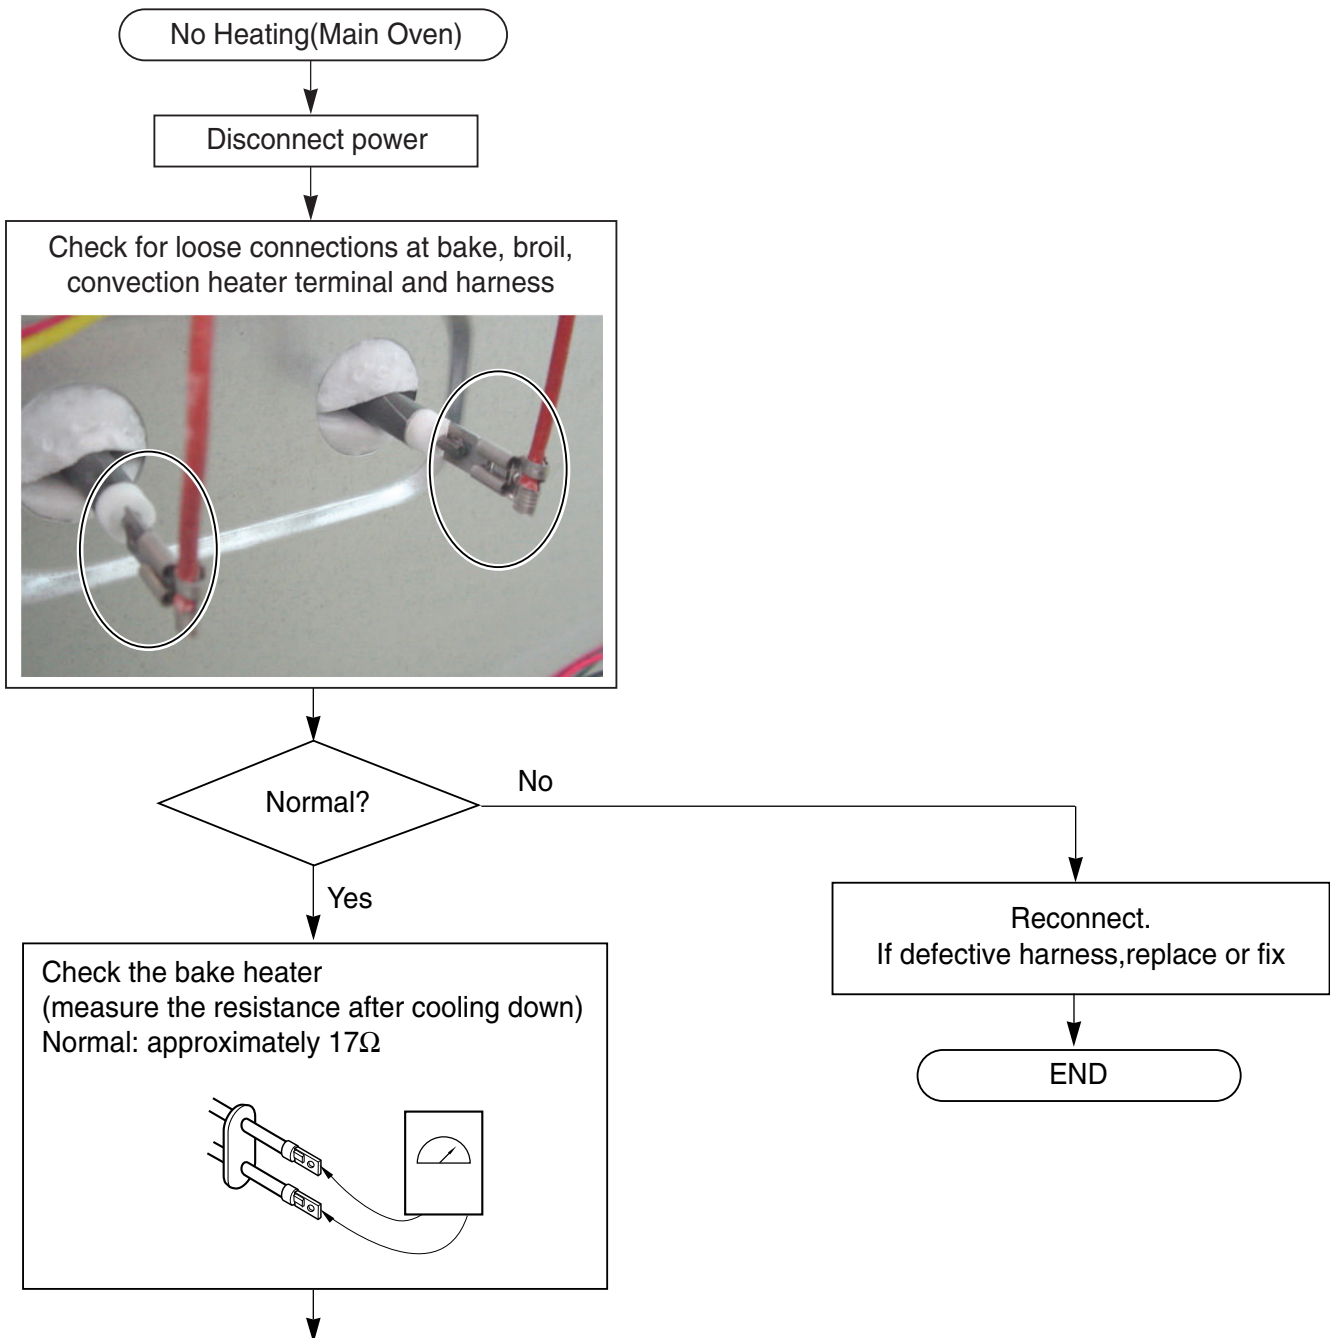 No Heating(Main Oven)
Disconnect power
Check for loose connections at bake, broil,
convection heater terminal and harness
Normal?
No
Yes
Reconnect.
If defective harness,replace or fix
END
Check the bake heater
(measure the resistance after cooling down)
Normal: approximately 17Ω